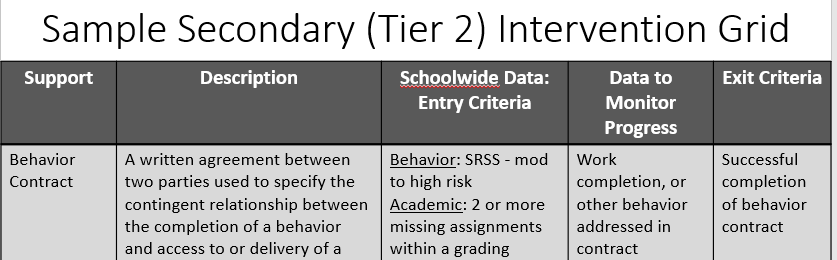 Sample Secondary (Tier 2) Intervention Grid
Support
Description
Schoolwide Data:
Entry Criteria
Data to
Monitor
Progress
Exit Criteria
Behavior
Contract
A written agreement between
two parties used to specify the
contingent relationship between
the completion of a behavior
and access to or delivery of a
Behavior: SRSS - mod
to high risk
Academic: 2 or more
missing assignments
within a grading
Work
completion, or
other behavior
addressed in
contract
Successful
completion
of behavior
contract